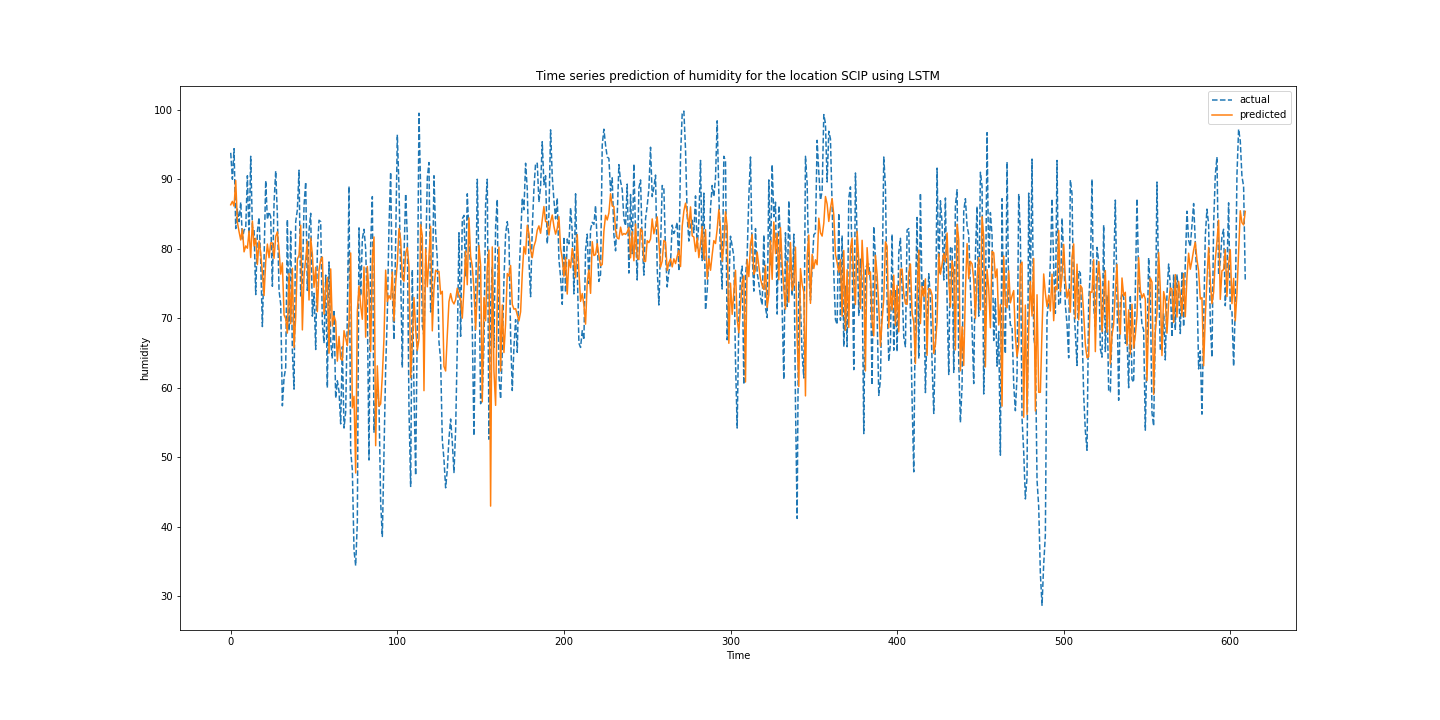 Time series prediction of humidity for the location SCIP using LSTM
actual
predicted
100
90
80
70
60
50
40
30
humidity
0 100 200 300 400 500 600
Time